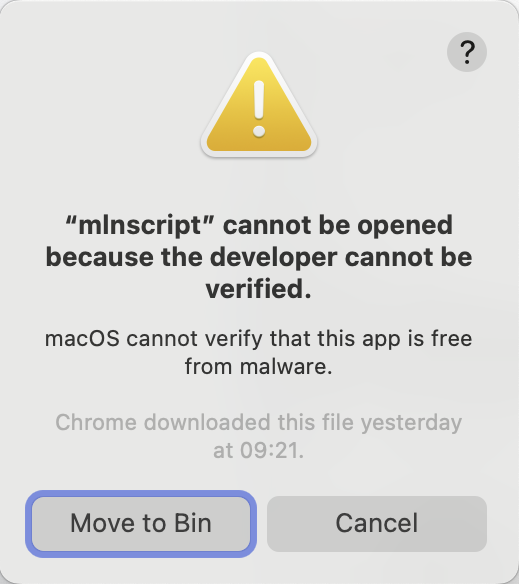 ?
“mlnscript” cannot be opened
because the developer cannot be
verified.
macOS cannot verify that this app is free
from malware.
Chrome downloaded this file yesterday
at 09:21.
Move to Bin
Cancel